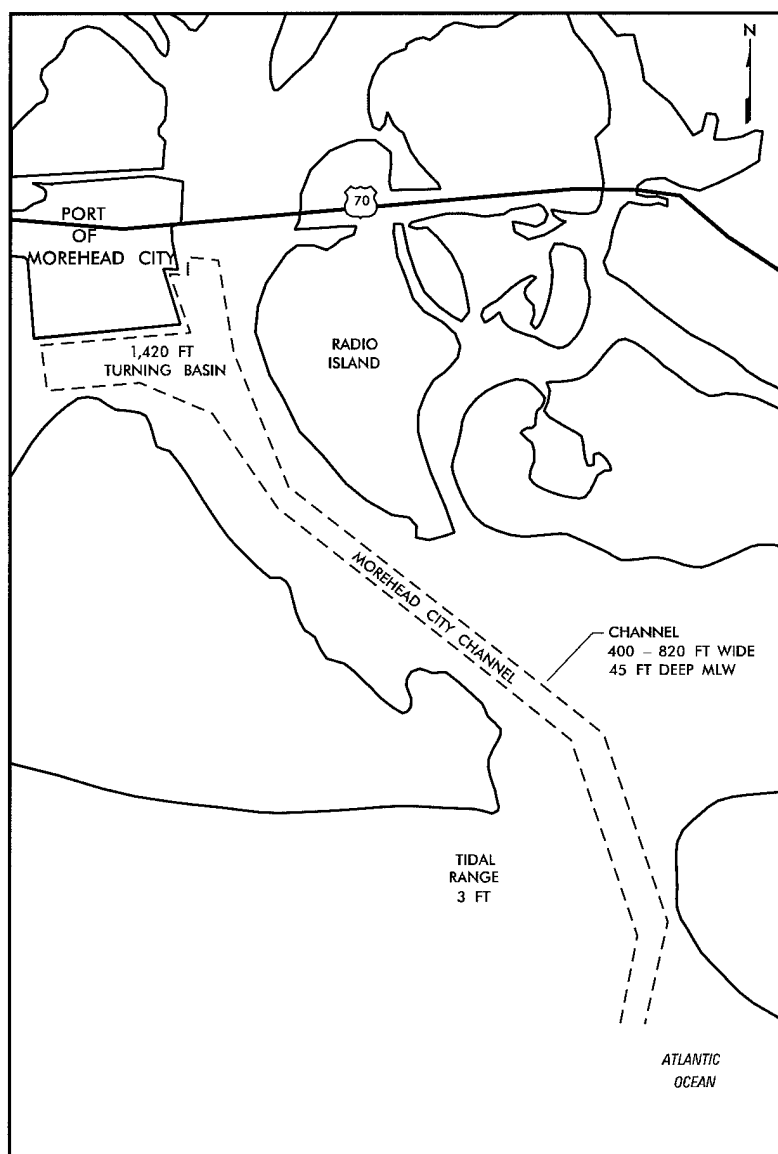 N
70
PORT
OF
MOREHEAD CITY
1,420 FT
TURNING BASIN
RADIO
ISLAND
MOREHEAD CITY CHANNEL
CHANNEL
400 – 820 FT WIDE
45 FT DEEP MLW
TIDAL
RANGE
3 FT
ATLANTIC
OCEAN